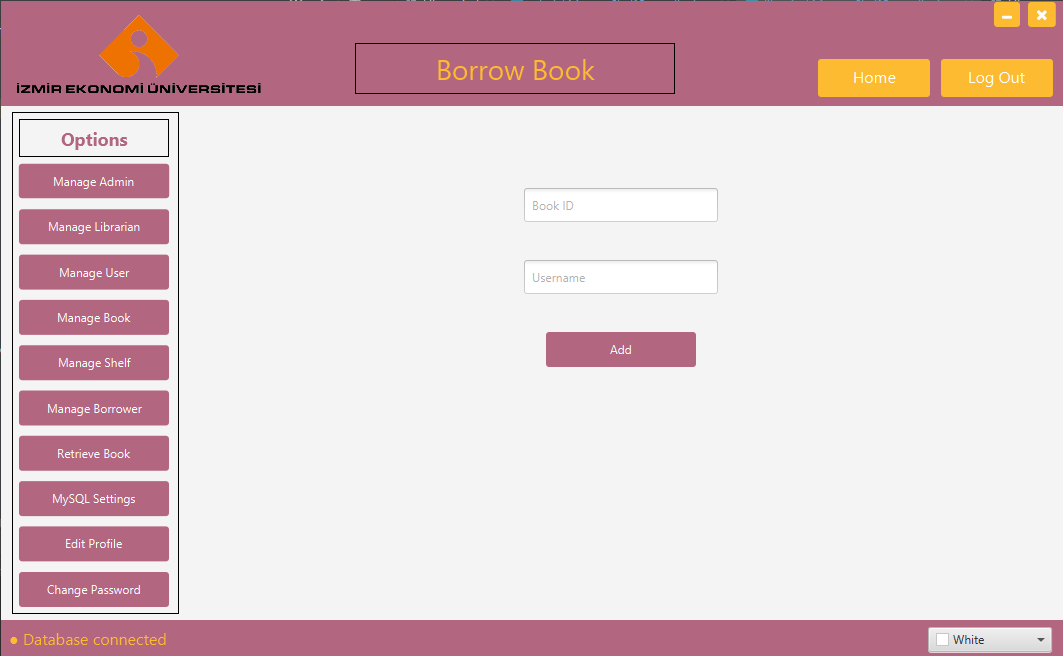 Borrow Book
İZMİR EKONOMİ ÜNİVERSİTESİ
Home
Log Out
Options
Manage Admin
Manage Librarian
Manage User
Manage Book
Manage Shelf
Manage Borrower
Retrieve Book
MySQL Settings
Edit Profile
Change Password
Book ID
Username
Add
Database connected
White